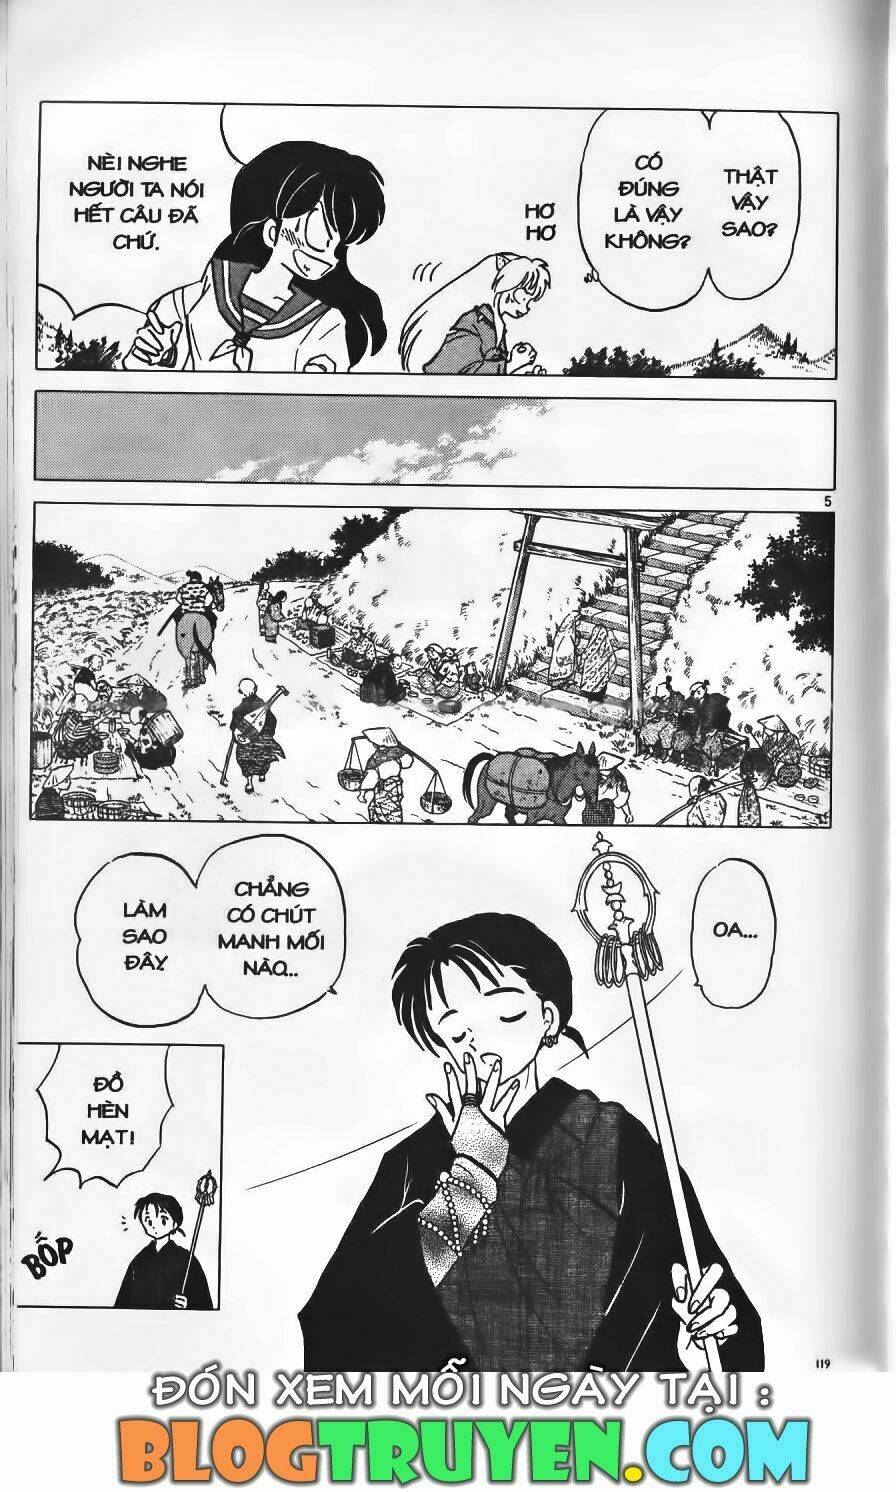 THẬT
VẬY
SAO?
CÓ
ĐÚNG
LÀ VẬY
KHÔNG?
HƠ
HƠ
NÈ! NGHE
NGƯỜI TA NÓI
HẾT CÂU ĐÃ
CHỨ.
5
OA...
CHẲNG
CÓ CHÚT
MANH MỐI
NÀO...
LÀM
SAO
ĐÂY.
ĐỒ
HÈN
MẠT!
BỐP
119
ĐÓN XEM MỖI NGÀY TẠI :
BLOGTRUYEN.COM